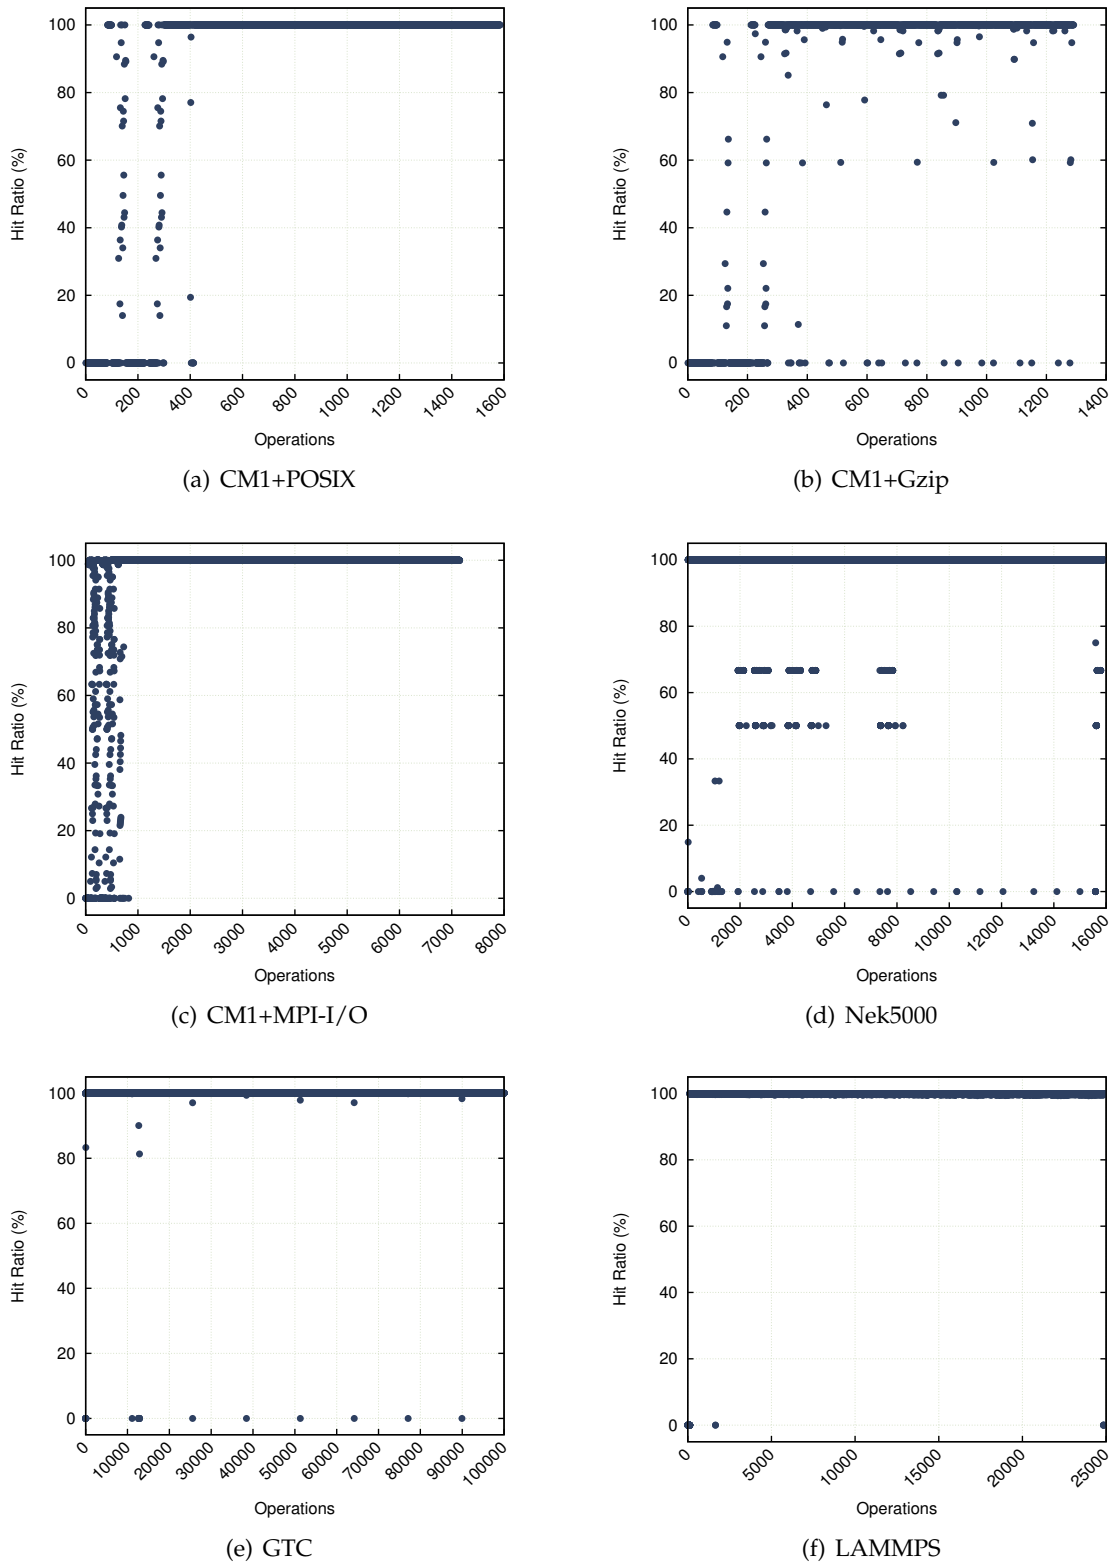 100
80
60
40
20
0
Hit Ratio (%)
0 200 400 600 800 1000 1200 1400 1600
Operations
(a) CM1+POSIX
100
80
60
40
20
0
Hit Ratio (%)
0 200 400 600 800 1000 1200 1400
Operations
(b) CM1+Gzip
100
80
60
40
20
0
Hit Ratio (%)
0 1000 2000 3000 4000 5000 6000 7000 8000
Operations
(c) CM1+MPI-I/O
100
80
60
40
20
0
Hit Ratio (%)
0 2000 4000 6000 8000 10000 12000 14000 16000
Operations
(d) Nek5000
100
80
60
40
20
0
Hit Ratio (%)
0 10000 20000 30000 40000 50000 60000 70000 80000 90000 100000
Operations
(e) GTC
100
80
60
40
20
0
Hit Ratio (%)
0 5000 10000 15000 20000 25000
Operations
(f) LAMMPS